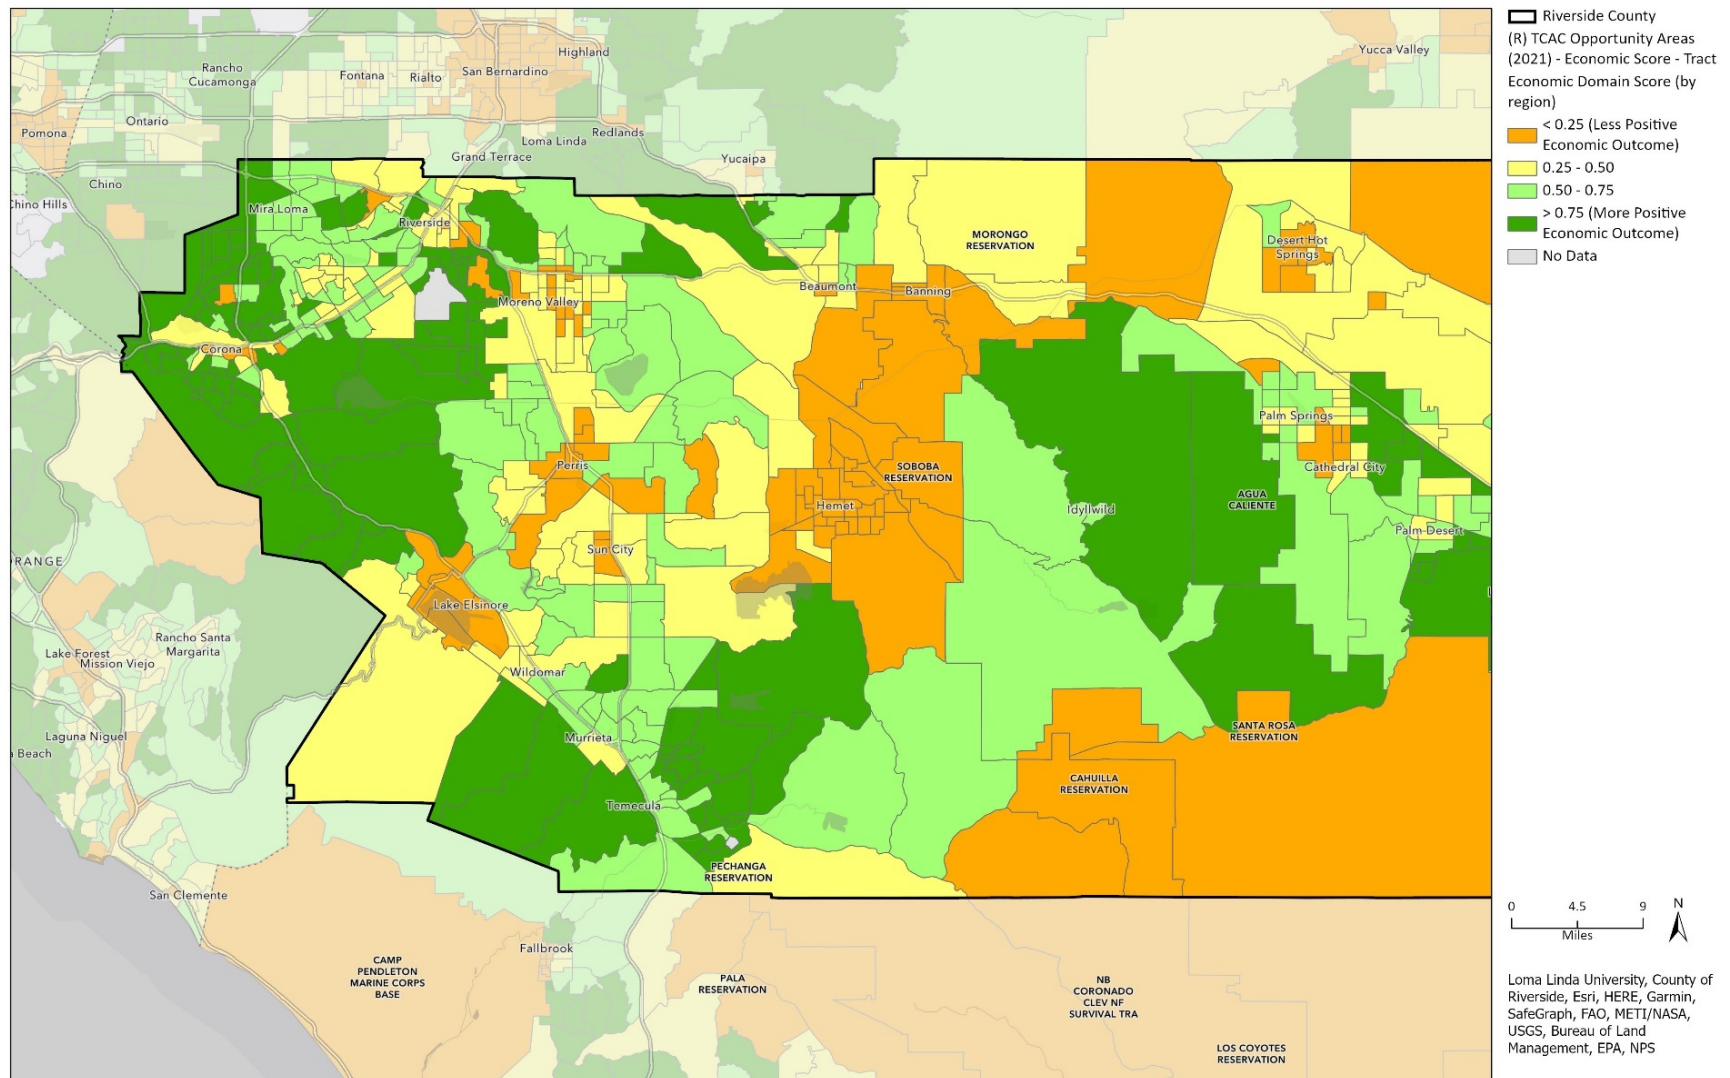 Highland
Yucca Valley
Rancho
Cucamonga
Fontana
Rialto
San Bernardino
Ontario
Pomona
Redlands
Loma Linda
Grand Terrace
Yucaipa
Chino
Chino Hills
Mira Loma
Riverside
MORONGO
RESERVATION
Desert Hot
Springs
Moreno Valley
Beaumont
Banning
Corona
Palm Springs
Perris
Cathedral City
SOBOBA
RESERVATION
Hemet
Idyllwild
AGUA
CALIENTE
Palm Desert
Sun City
ORANGE
Lake Elsinore
Rancho Santa
Margarita
Lake Forest
Mission Viejo
Wildomar
Laguna Niguel
Murrieta
SANTA ROSA
RESERVATION
a Beach
CAHUILLA
RESERVATION
Temecula
PECHANGA
RESERVATION
San Clemente
Fallbrook
CAMP
PENDLETON
MARINE CORPS
BASE
PALA
RESERVATION
NB
CORONADO
CLEV NF
SURVIVAL TRA
LOS COYOTES
RESERVATION
Riverside County
(R) TCAC Opportunity Areas
(2021) - Economic Score - Tract
Economic Domain Score (by
region)
< 0.25 (Less Positive
Economic Outcome)
0.25 - 0.50
0.50 - 0.75
> 0.75 (More Positive
Economic Outcome)
No Data
0 4.5 9
Miles
N
Loma Linda University, County of
Riverside, Esri, HERE, Garmin,
SafeGraph, FAO, METI/NASA,
USGS, Bureau of Land
Management, EPA, NPS